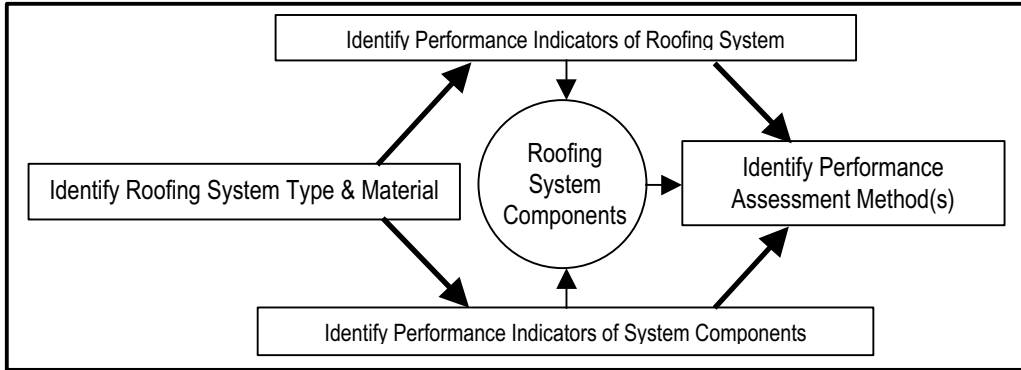 Identify Performance Indicators of Roofing System
Identify Roofing System Type & Material
Roofing
System
Components
Identify Performance
Assessment Method(s)
Identify Performance Indicators of System Components